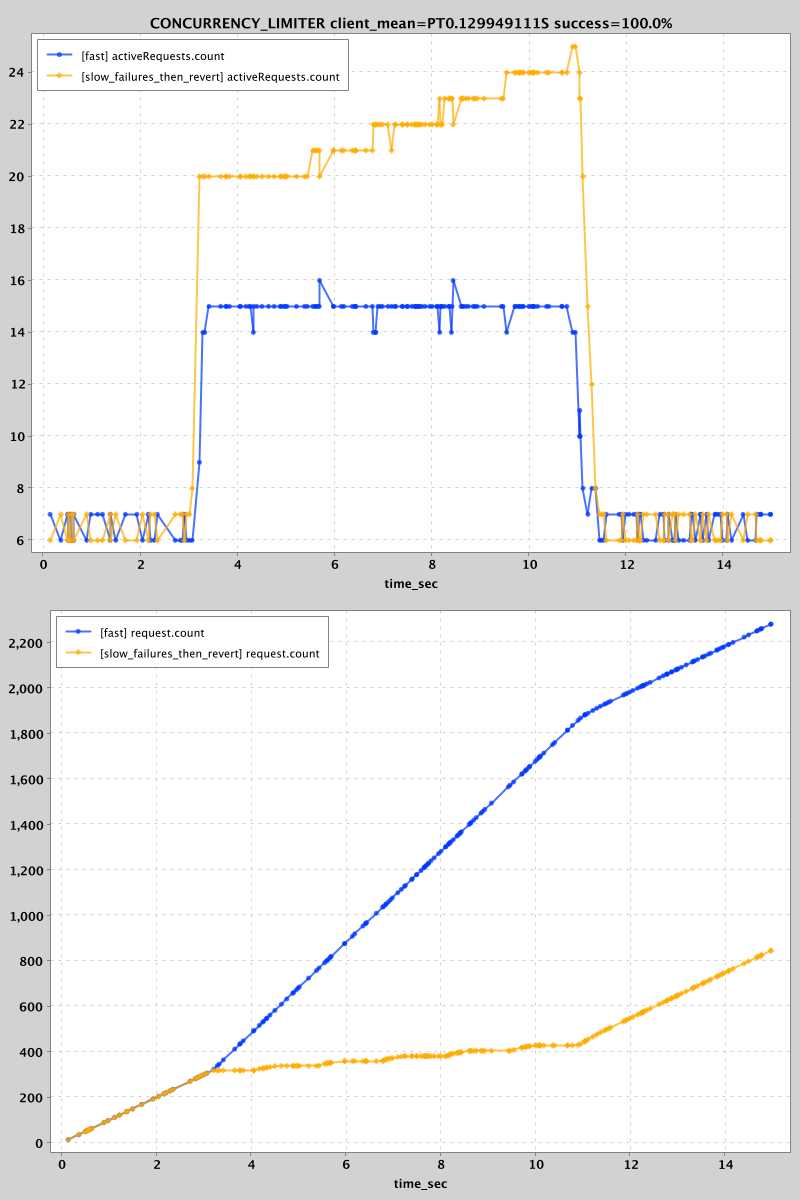 CONCURRENCY_LIMITER client_mean=PT0.129949111S success=100.0%
[fast] activeRequests.count
[slow_failures_then_revert] activeRequests.count
24
22
20
18
16
14
12
10
8
6
0 2 4 6 8 10 12 14
time_sec
[fast] request.count
[slow_failures_then_revert] request.count
2,200
2,000
1,800
1,600
1,400
1,200
1,000
800
600
400
200
0
0 2 4 6 8 10 12 14
time_sec